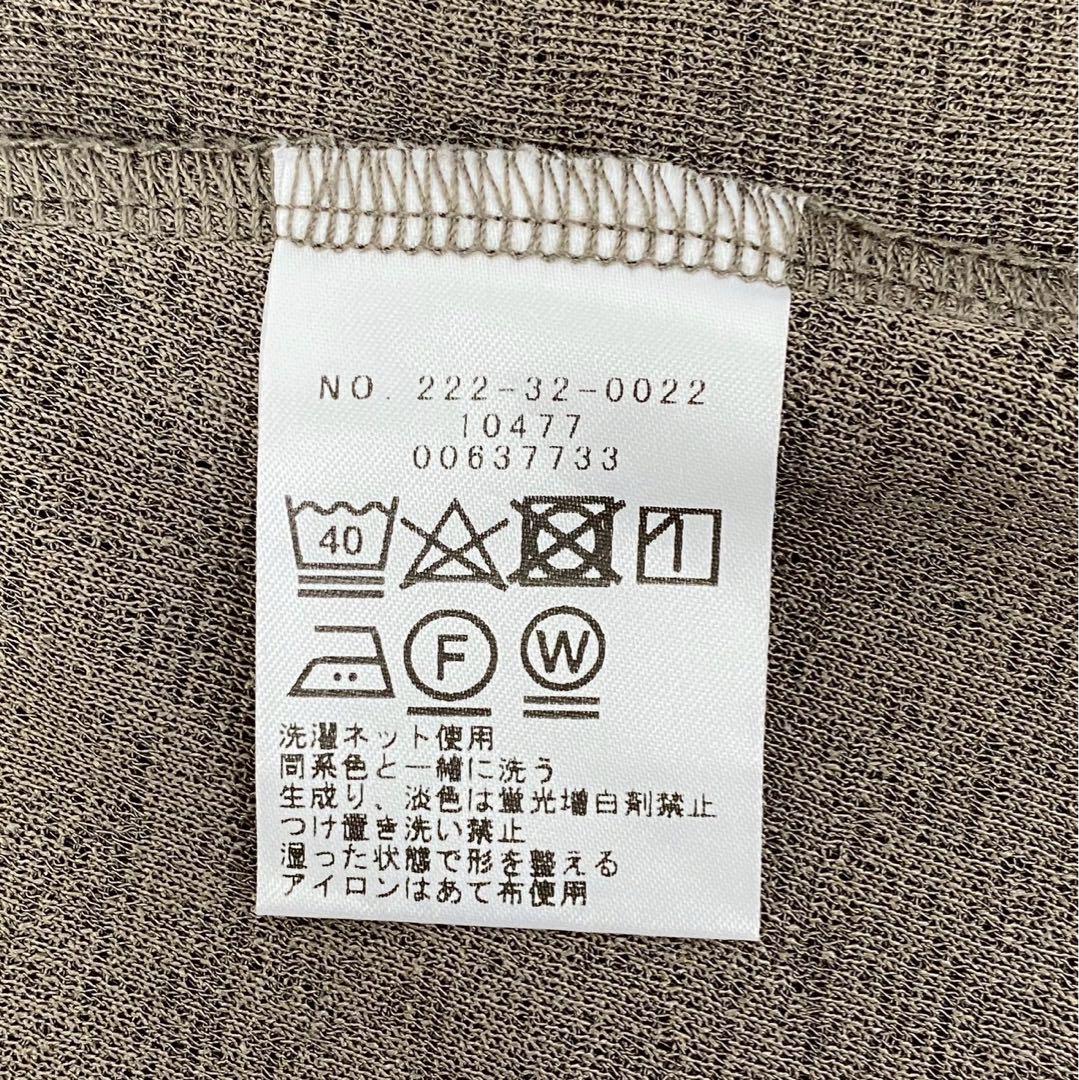 NO. 222-32-0022
10477
00637733
40
F W
洗濯ネット使用
同系色と一緒に洗う
生成り、淡色は蛍光増白剤禁止
つけ置き洗い禁止
湿った状態で形を整える
アイロンはあて布使用